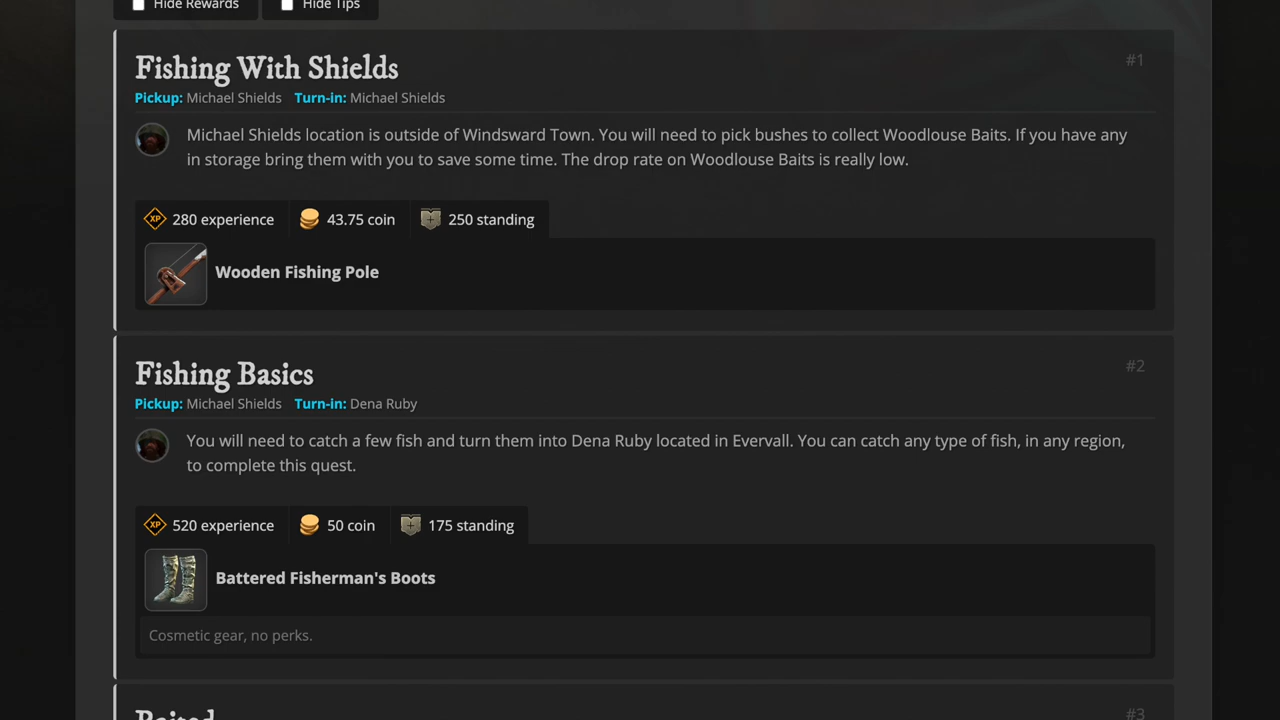 Hide Rewards Hide Tips
Fishing With Shields #1
Pickup: Michael Shields Turn-in: Michael Shields
Michael Shields location is outside of Windsward Town. You will need to pick bushes to collect Woodlouse Baits. If you have any
in storage bring them with you to save some time. The drop rate on Woodlouse Baits is really low.
XP 280 experience 43.75 coin 250 standing
Wooden Fishing Pole
Fishing Basics #2
Pickup: Michael Shields Turn-in: Dena Ruby
You will need to catch a few fish and turn them into Dena Ruby located in Evervall. You can catch any type of fish, in any region,
to complete this quest.
XP 520 experience 50 coin 175 standing
Battered Fisherman's Boots
Cosmetic gear, no perks.
Baited #3